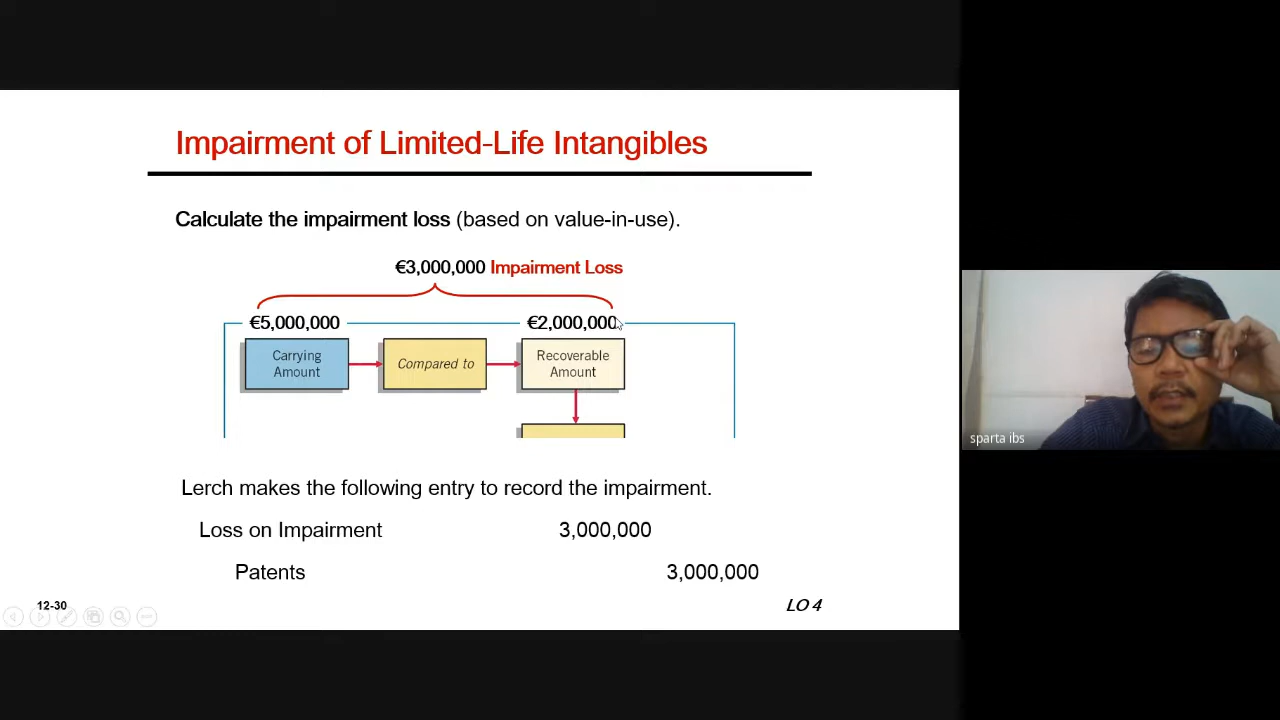 Impairment of Limited-Life Intangibles
Calculate the impairment loss (based on value-in-use).
€3,000,000 Impairment Loss
€5,000,000 €2,000,000
Carrying Amount
Compared to
Recoverable Amount
Lerch makes the following entry to record the impairment.
Loss on Impairment 3,000,000
Patents 3,000,000
12-30
LO 4
sparta ibs